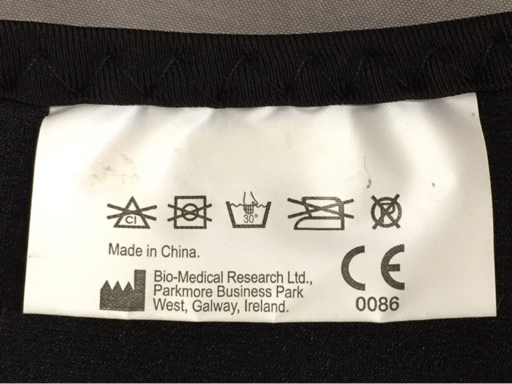 Cl
30°
Made in China.
Bio-Medical Research Ltd.,
Parkmore Business Park
West, Galway, Ireland.
CE
0086